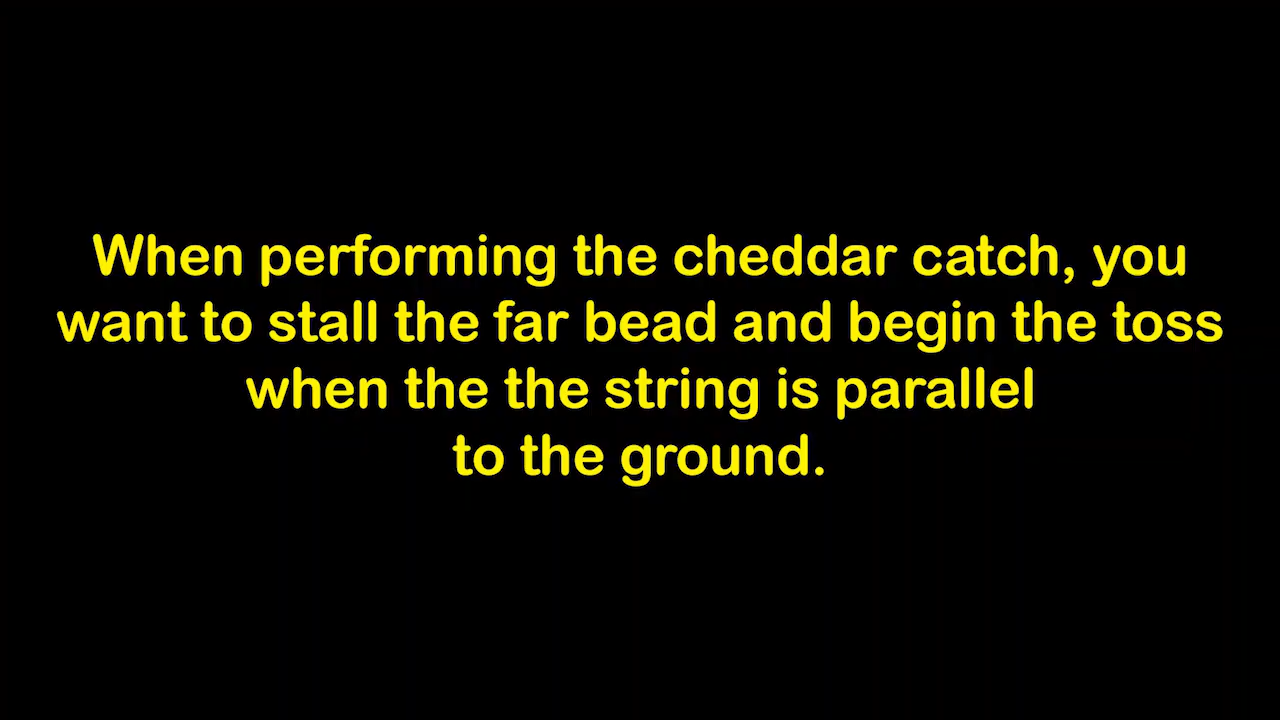 When performing the cheddar catch, you
want to stall the far bead and begin the toss
when the the string is parallel
to the ground.